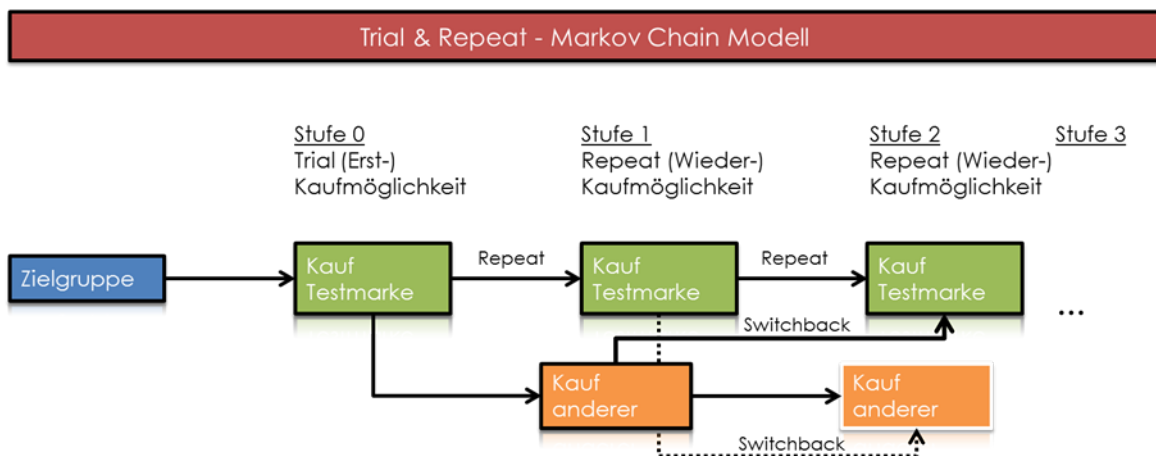 Trial & Repeat - Markov Chain Modell
Stufe 0
Trial (Erst-)
Kaufmöglichkeit
Stufe 1
Repeat (Wieder-)
Kaufmöglichkeit
Stufe 2
Repeat (Wieder-)
Kaufmöglichkeit
Stufe 3
Zielgruppe
Kauf
Testmarke
Repeat
Kauf
Testmarke
Repeat
Kauf
Testmarke
...
Switchback
Kauf
anderer
Kauf
anderer
Switchback